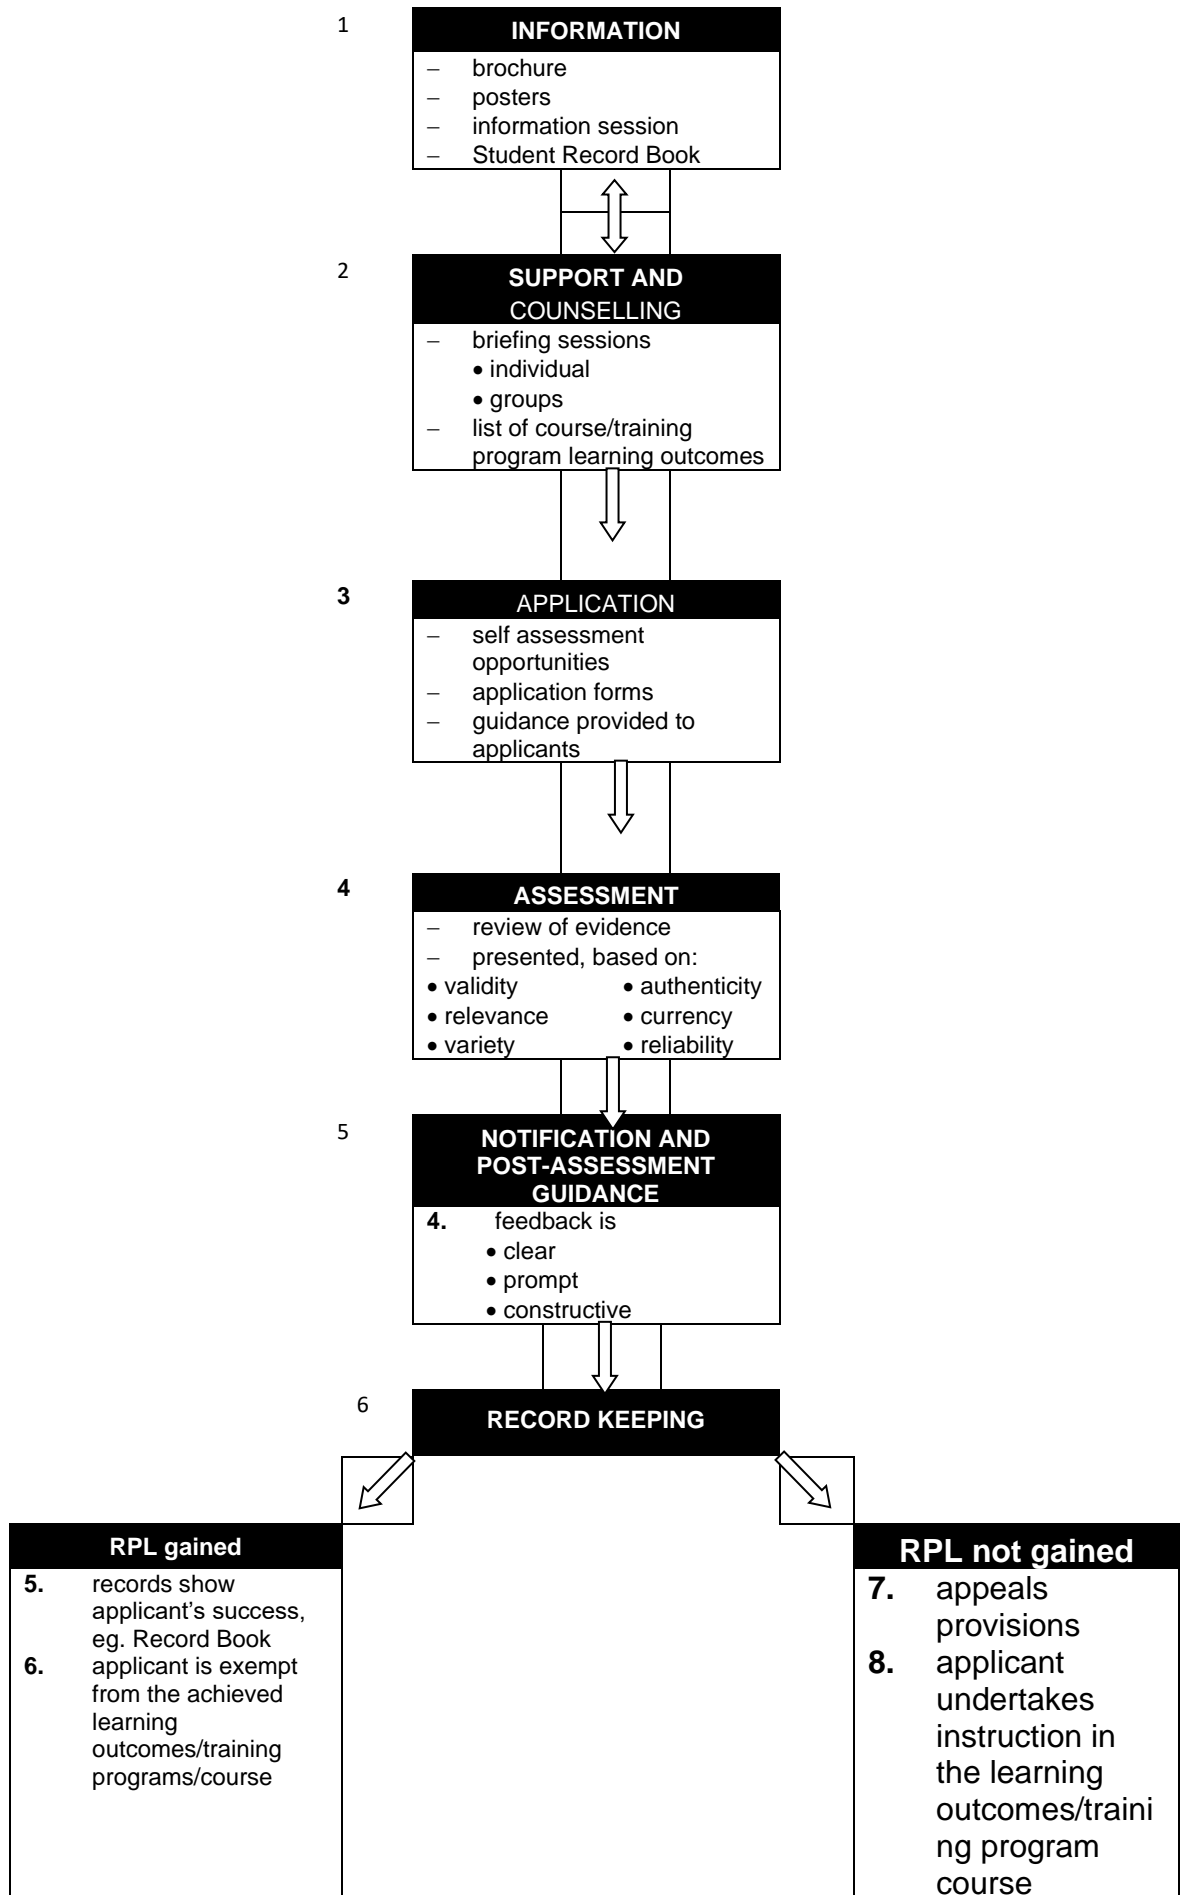 1
INFORMATION
– brochure
– posters
– information session
– Student Record Book
2
SUPPORT AND
COUNSELLING
– briefing sessions
• individual
• groups
– list of course/training
program learning outcomes
3
APPLICATION
– self assessment
opportunities
– application forms
– guidance provided to
applicants
4
ASSESSMENT
– review of evidence
– presented, based on:
• validity • authenticity
• relevance • currency
• variety • reliability
5
NOTIFICATION AND
POST-ASSESSMENT
GUIDANCE
4. feedback is
• clear
• prompt
• constructive
6
RECORD KEEPING
RPL gained
5. records show
applicant’s success,
eg. Record Book
6. applicant is exempt
from the achieved
learning
outcomes/training
programs/course
RPL not gained
7. appeals
provisions
8. applicant
undertakes
instruction in
the learning
outcomes/traini
ng program
course